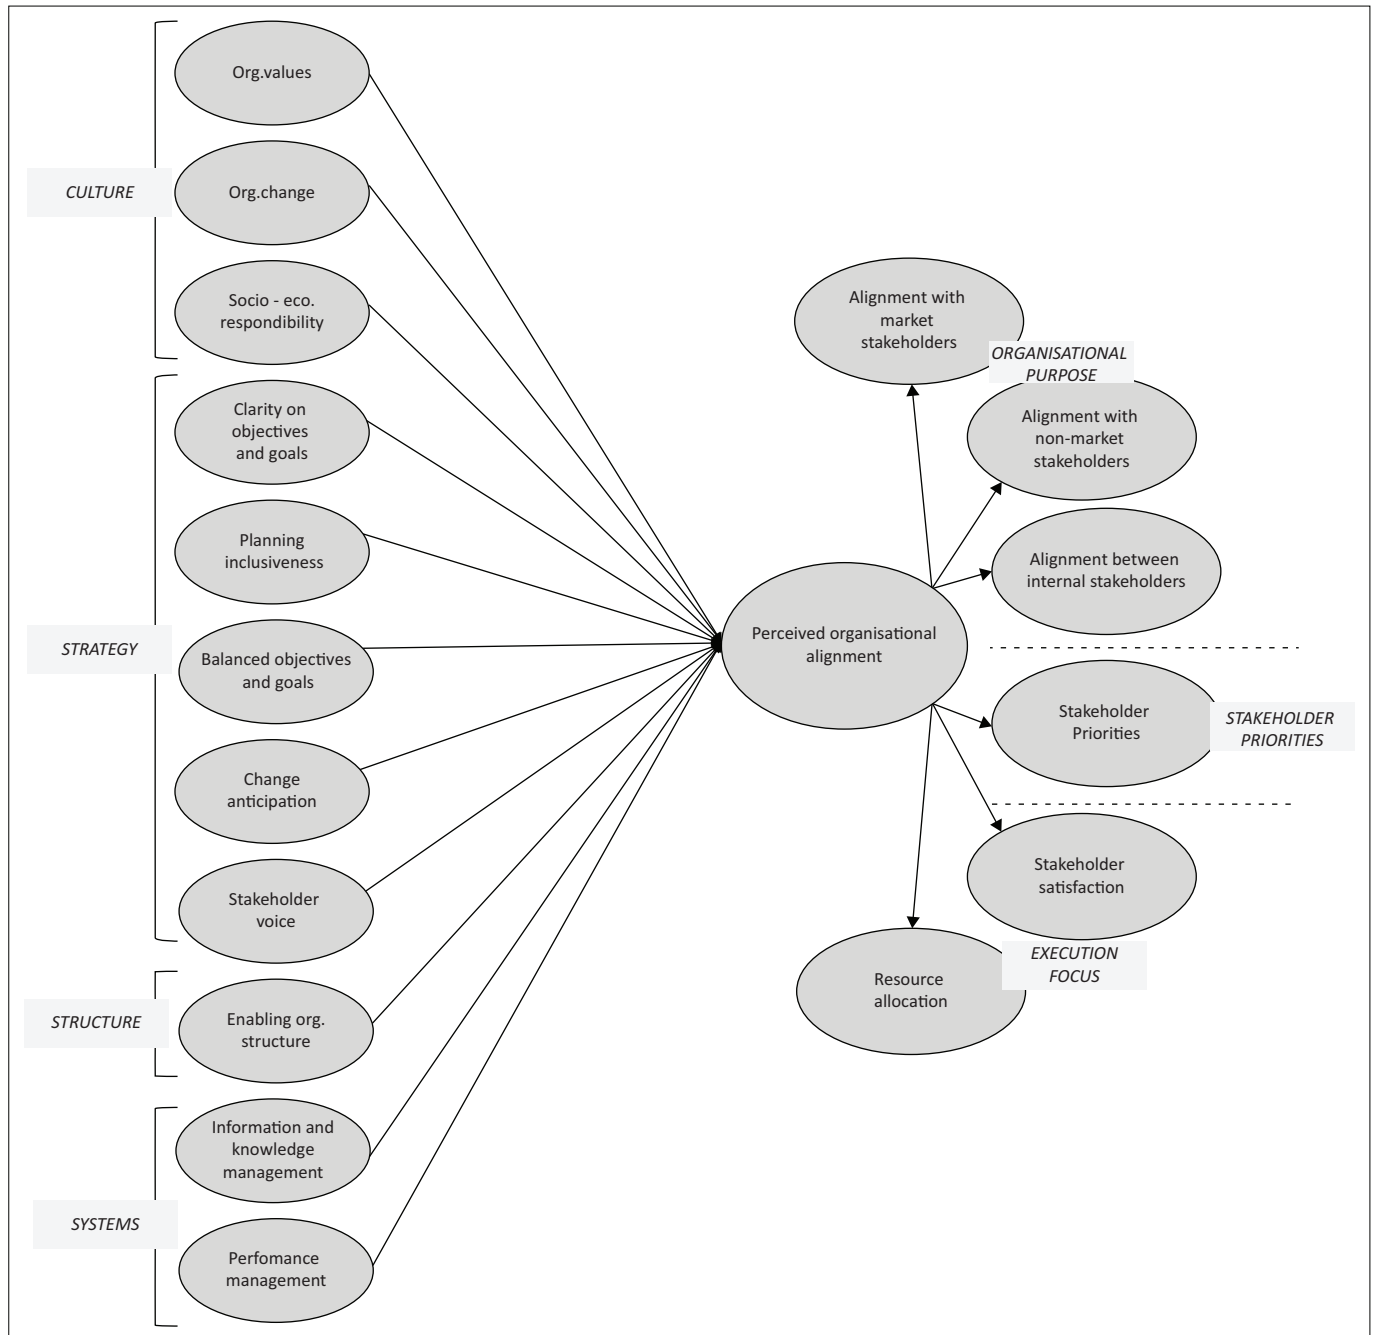 Org.values
CULTURE
Org.change
Socio - eco.
respondibility
Clarity on
objectives
and goals
Planning
inclusiveness
STRATEGY
Balanced objectives
and goals
Change
anticipation
Stakeholder
voice
STRUCTURE
Enabling org.
structure
Information and
knowledge
management
SYSTEMS
Perfomance
management
Perceived organisational
alignment
Alignment with
market
stakeholders
ORGANISATIONAL
PURPOSE
Alignment with
non-market
stakeholders
Alignment between
internal stakeholders
Stakeholder
Priorities
STAKEHOLDER
PRIORITIES
Stakeholder
satisfaction
EXECUTION
FOCUS
Resource
allocation